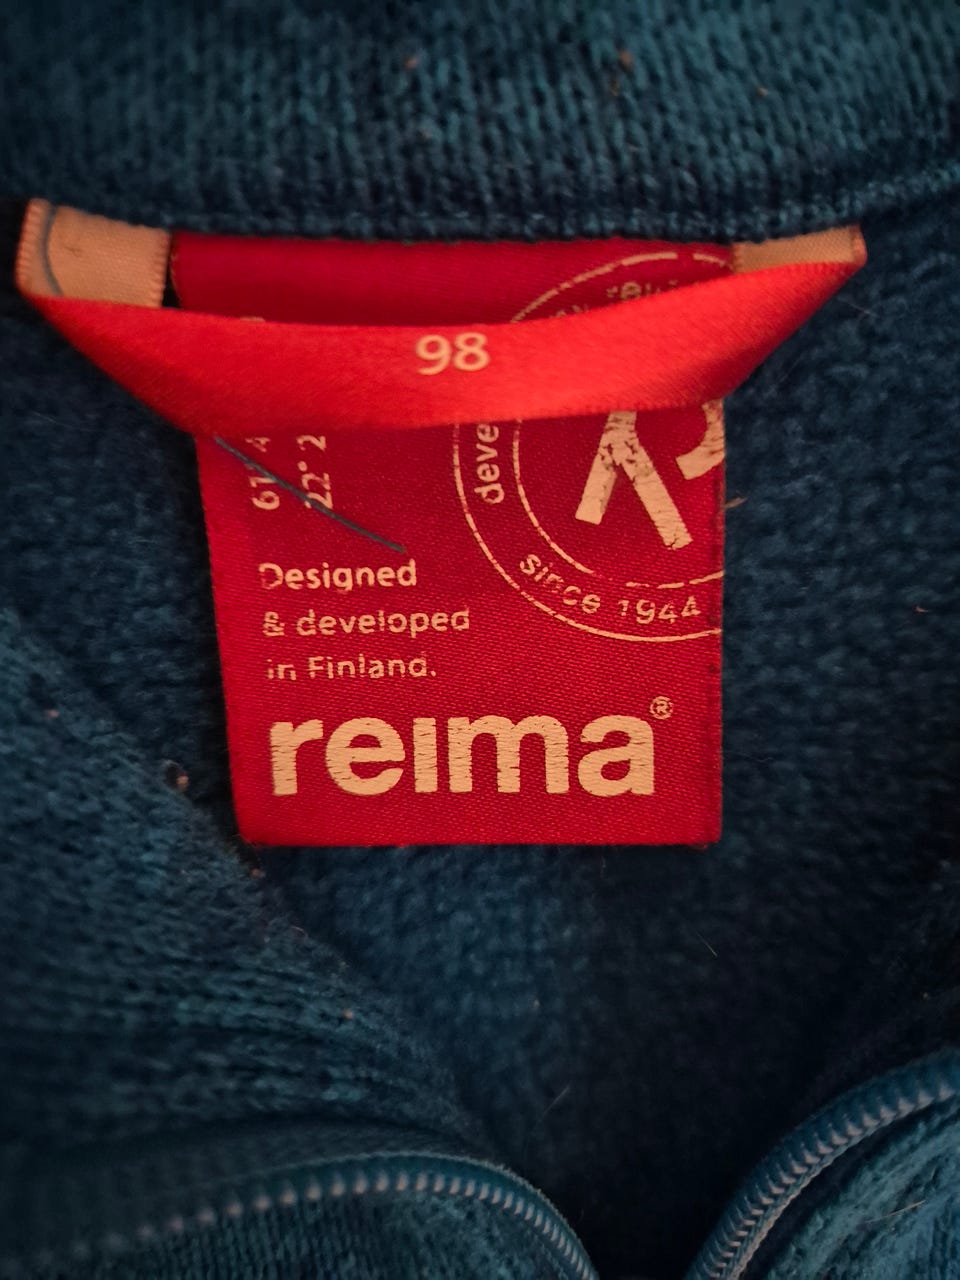 98
Designed
& developed
in Finland.
reima®
since 1944